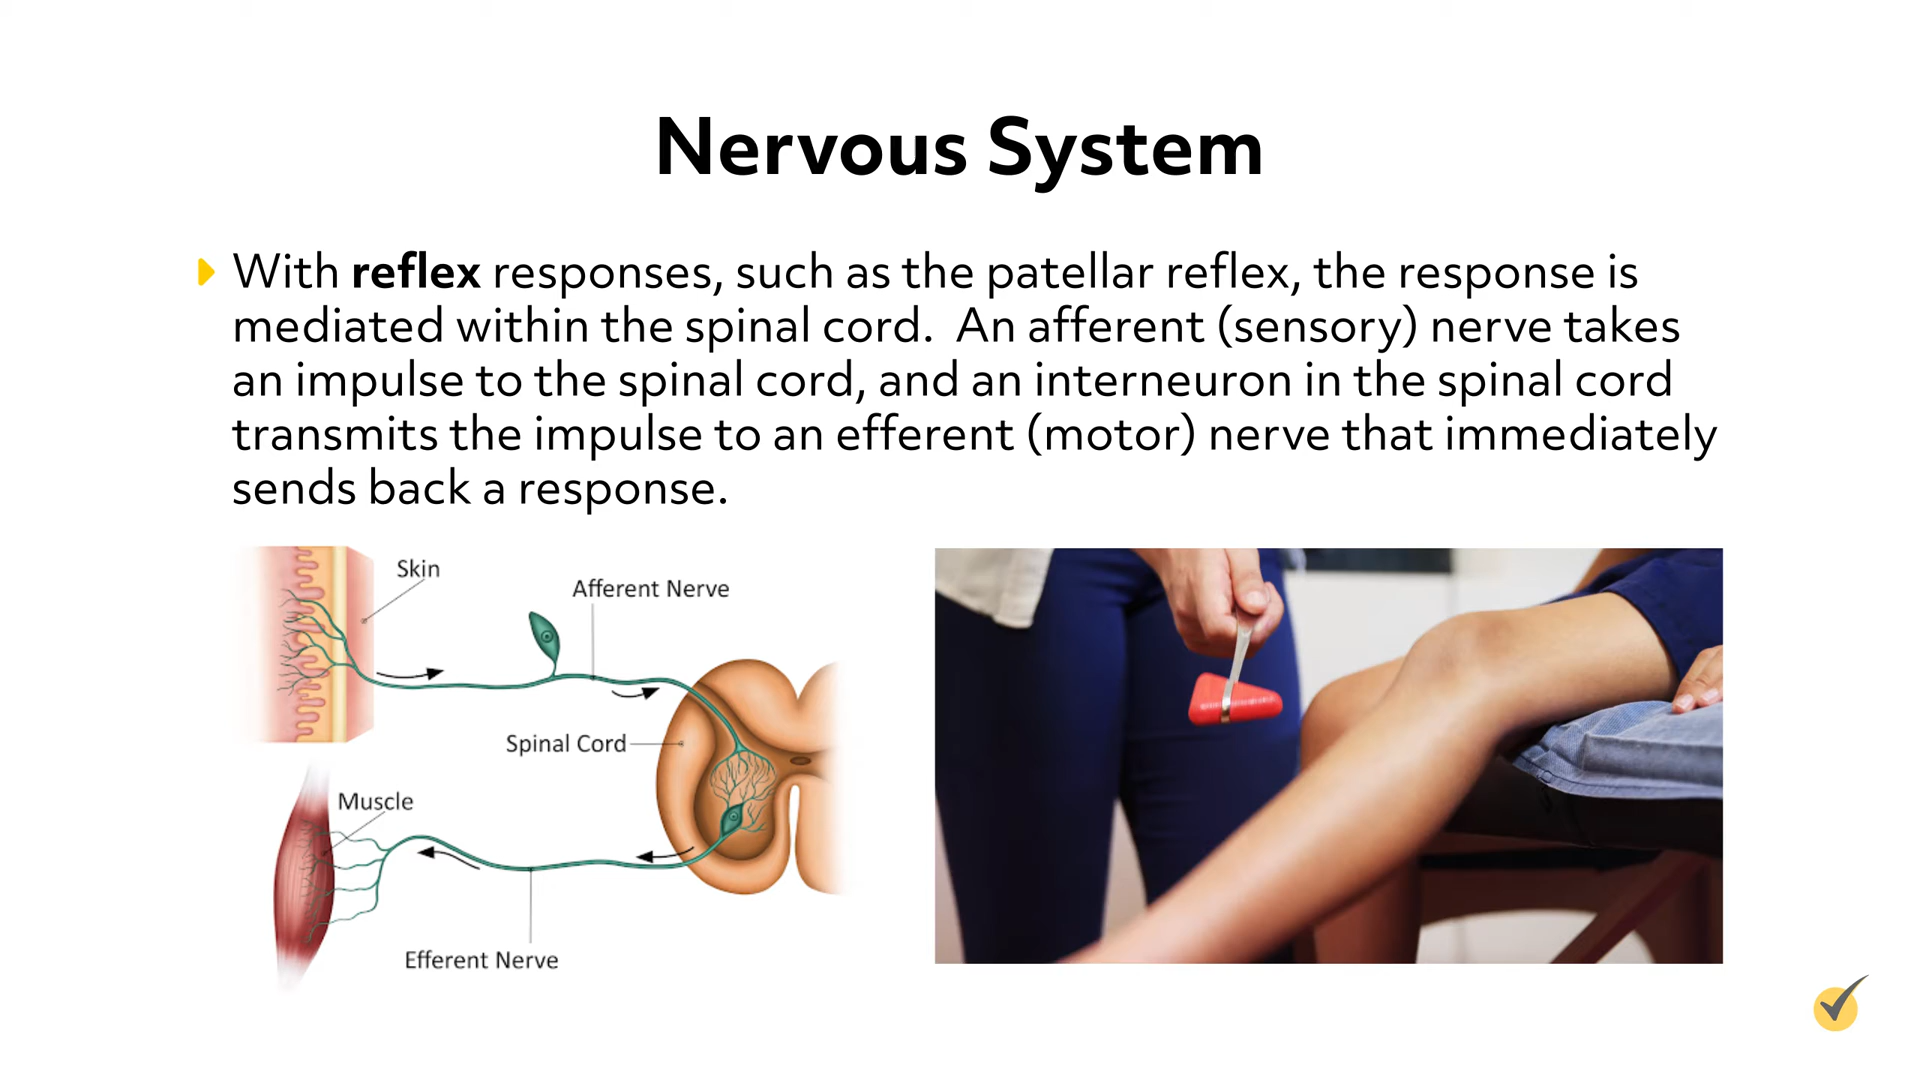 Nervous System
With reflex responses, such as the patellar reflex, the response is
mediated within the spinal cord.  An afferent (sensory) nerve takes
an impulse to the spinal cord, and an interneuron in the spinal cord
transmits the impulse to an efferent (motor) nerve that immediately
sends back a response.
Skin
Afferent Nerve
Spinal Cord
Muscle
Efferent Nerve